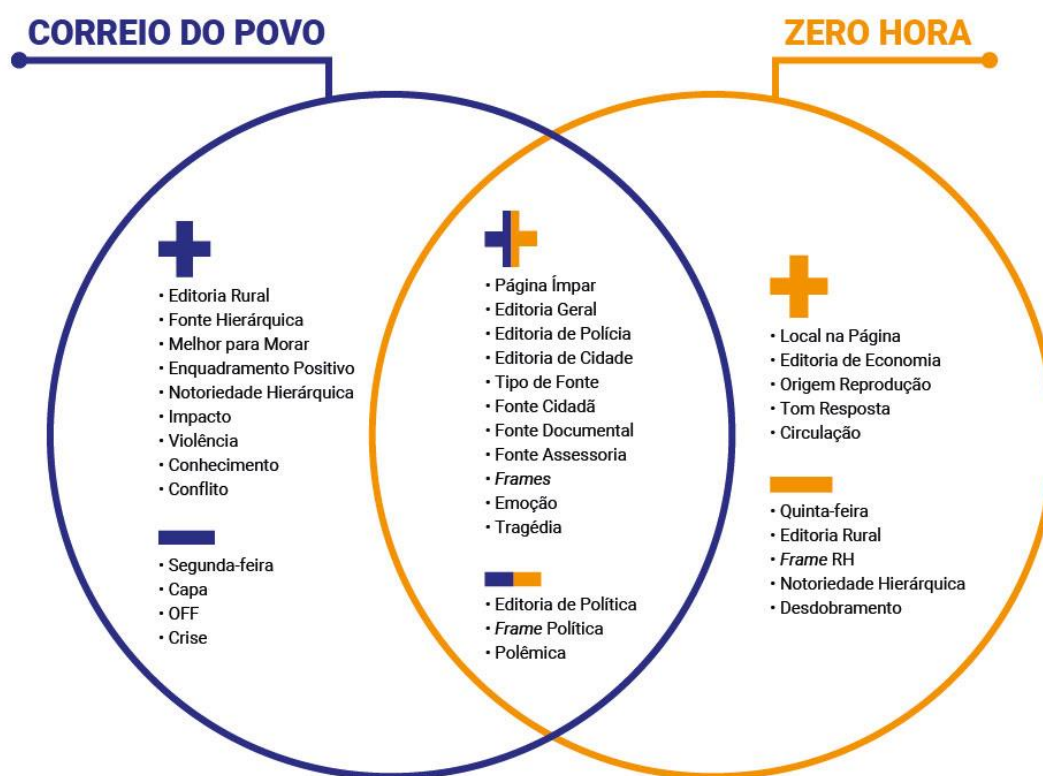 CORREIO DO POVO
ZERO HORA
• Editoria Rural
• Fonte Hierárquica
• Melhor para Morar
• Enquadramento Positivo
• Notoriedade Hierárquica
• Impacto
• Violência
• Conhecimento
• Conflito
• Segunda-feira
• Capa
• OFF
• Crise
• Página Ímpar
• Editoria Geral
• Editoria de Polícia
• Editoria de Cidade
• Tipo de Fonte
• Fonte Cidadã
• Fonte Documental
• Fonte Assessoria
• Frames
• Emoção
• Tragédia
• Editoria de Política
• Frame Política
• Polêmica
• Local na Página
• Editoria de Economia
• Origem Reprodução
• Tom Resposta
• Circulação
• Quinta-feira
• Editoria Rural
• Frame RH
• Notoriedade Hierárquica
• Desdobramento